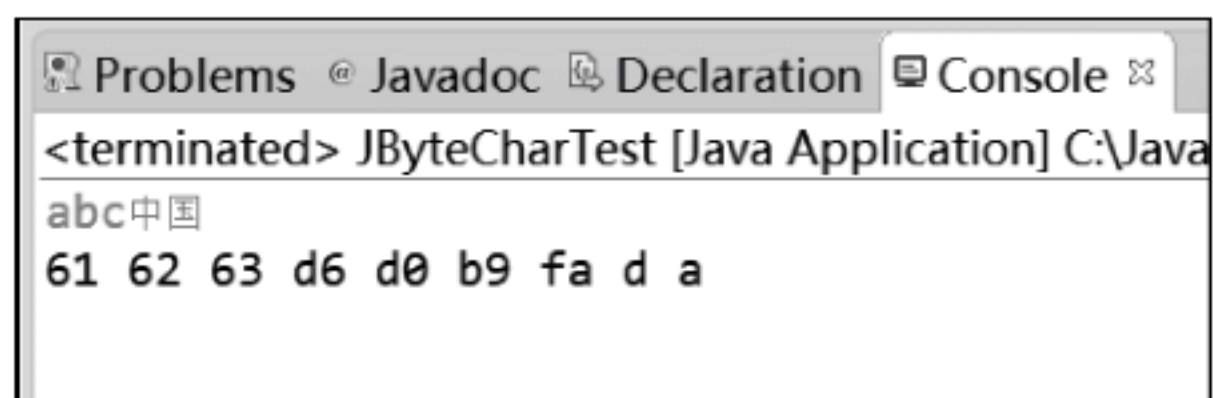 Problems @ Javadoc Declaration Console
<terminated> JByteCharTest [Java Application] C:\Java
abc中国
61 62 63 d6 d0 b9 fa d a